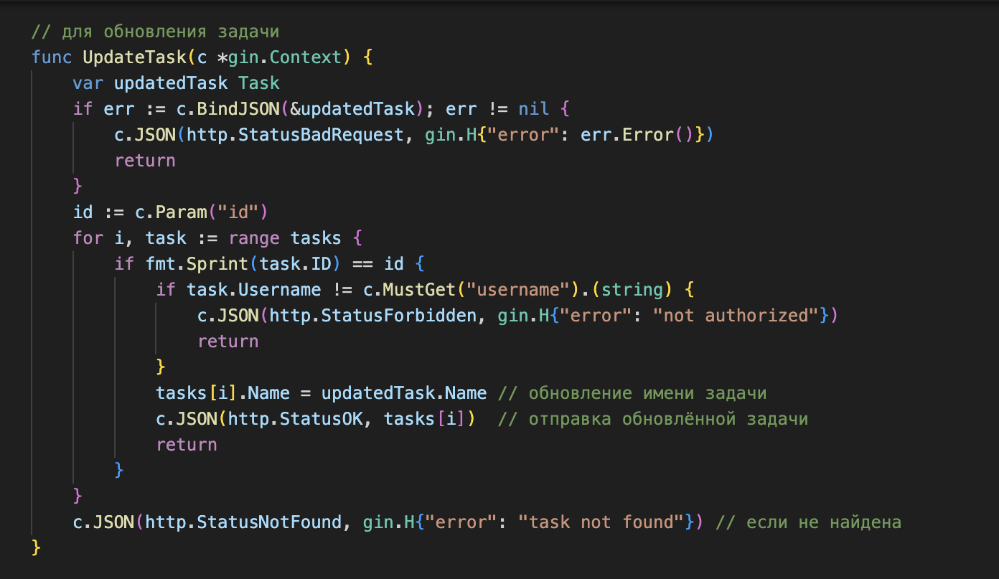 // для обновления задачи
func UpdateTask(c *gin.Context) {
    var updatedTask Task
    if err := c.BindJSON(&updatedTask); err != nil {
        c.JSON(http.StatusBadRequest, gin.H{"error": err.Error()})
        return
    }
    id := c.Param("id")
    for i, task := range tasks {
        if fmt.Sprint(task.ID) == id {
            if task.Username != c.MustGet("username").(string) {
                c.JSON(http.StatusForbidden, gin.H{"error": "not authorized"})
                return
            }
            tasks[i].Name = updatedTask.Name // обновление имени задачи
            c.JSON(http.StatusOK, tasks[i])  // отправка обновлённой задачи
            return
        }
    }
    c.JSON(http.StatusNotFound, gin.H{"error": "task not found"}) // если не найдена
}